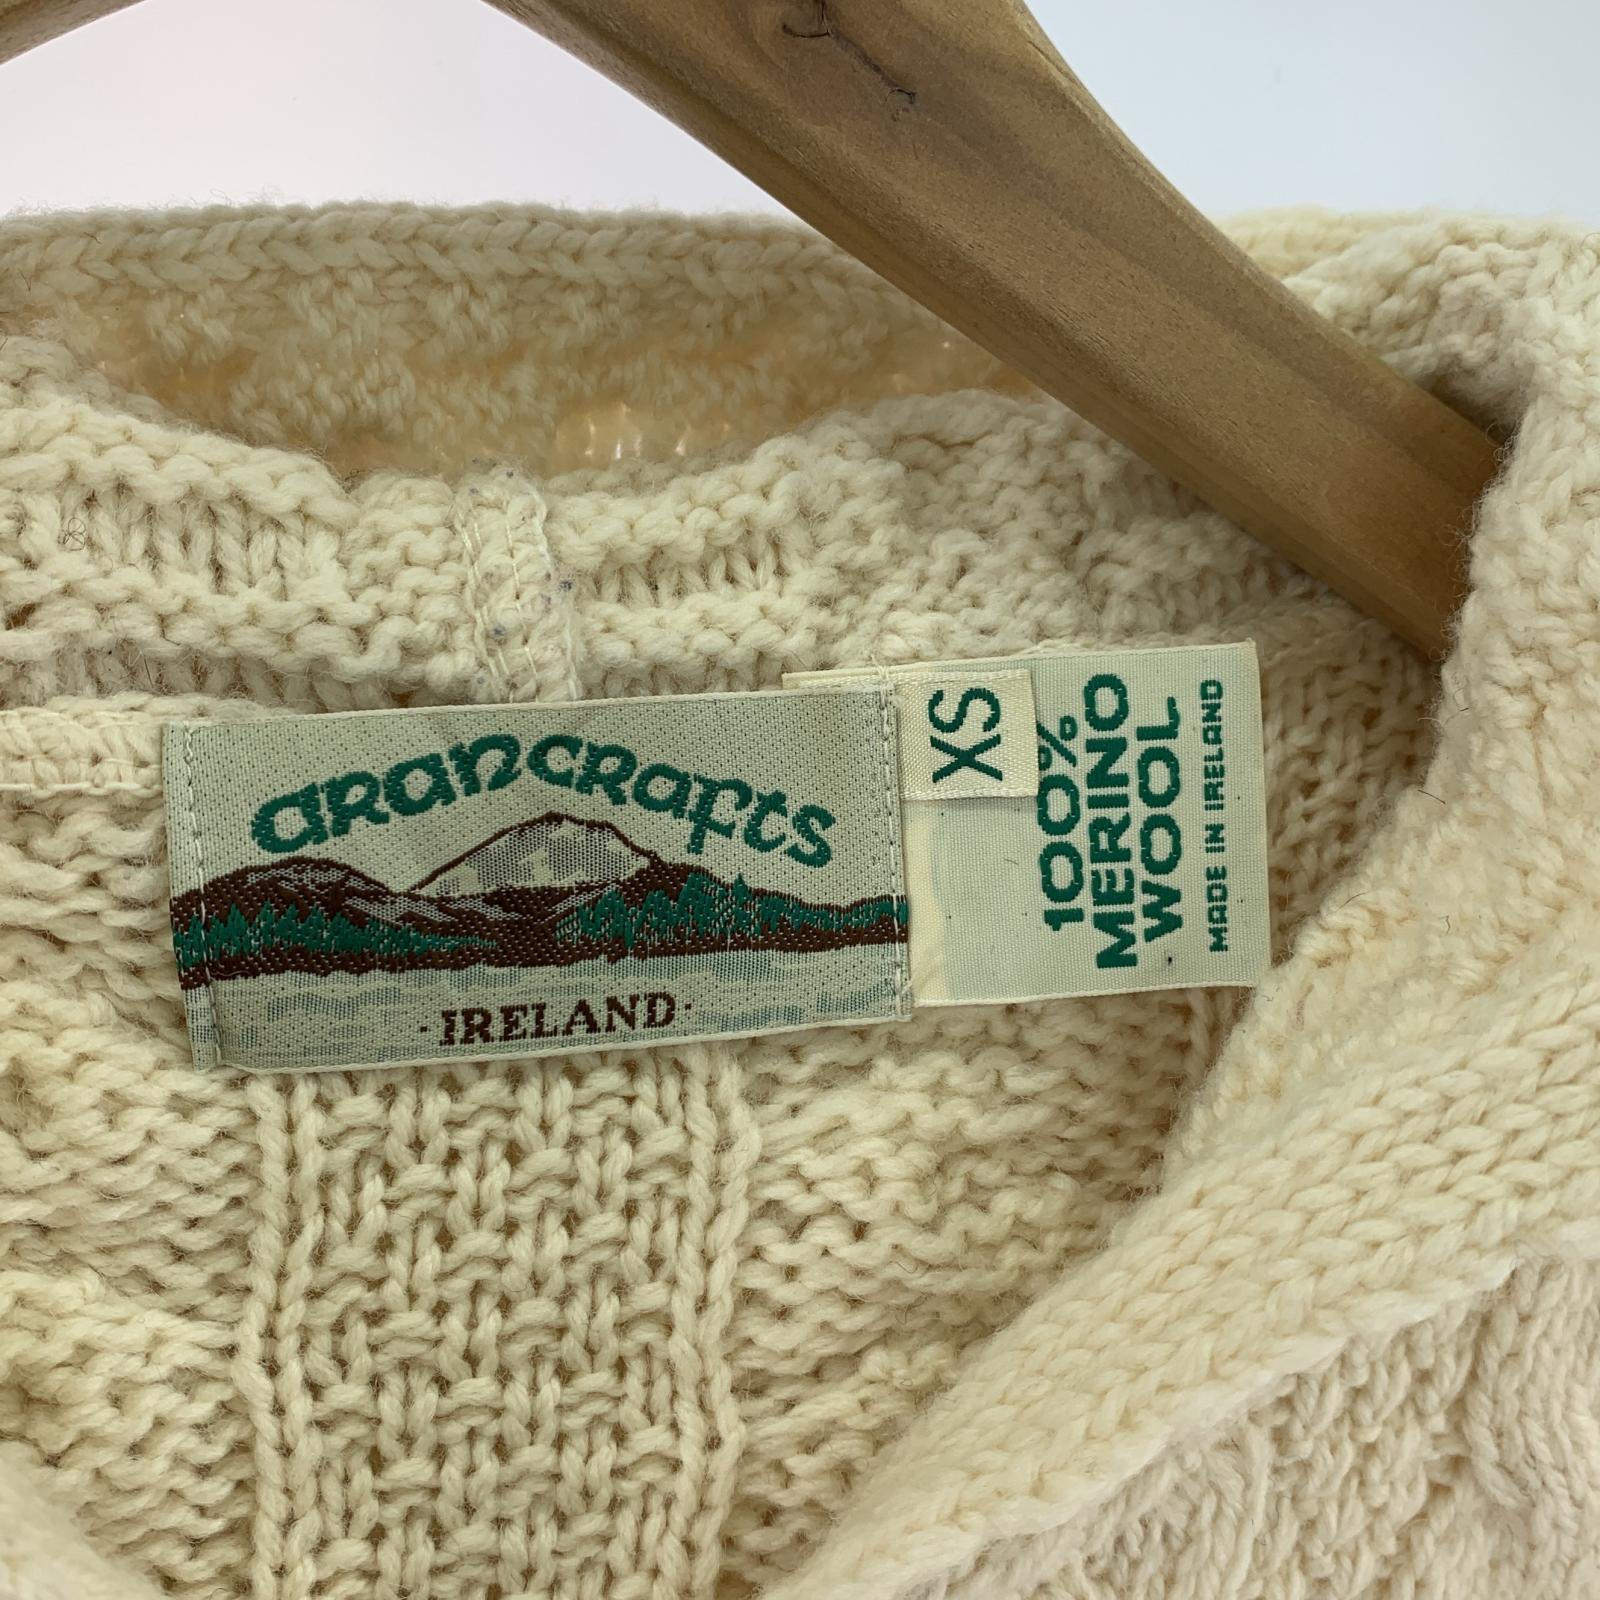 arancrafts
·IRELAND·
XS
100%
MERINO
WOOL
MADE IN IRELAND